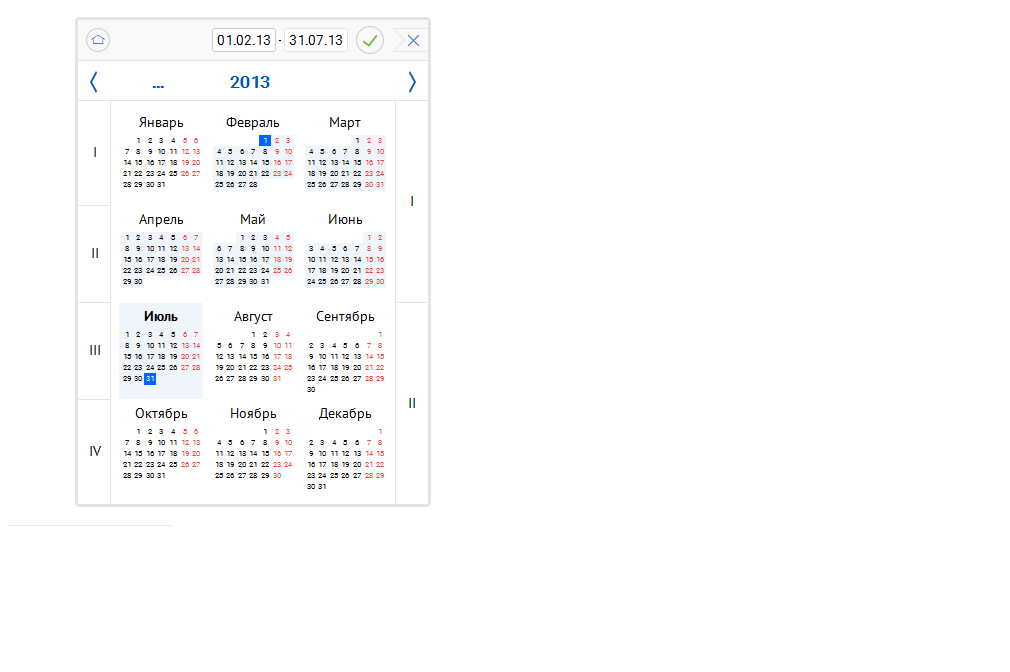 01.02.13 - 31.07.13
... 2013
Январь Февраль Март
1 2 3 4 5 6 1 2 3 1 2 3
I 7 8 9 10 11 12 13 4 5 6 7 8 9 10 4 5 6 7 8 9 10
14 15 16 17 18 19 20 11 12 13 14 15 16 17 11 12 13 14 15 16 17
21 22 23 24 25 26 27 18 19 20 21 22 23 24 18 19 20 21 22 23 24
28 29 30 31 25 26 27 28 25 26 27 28 29 30 31
I
Апрель Май Июнь
1 2 3 4 5 6 7 1 2 3 4 5 1 2
II 8 9 10 11 12 13 14 6 7 8 9 10 11 12 3 4 5 6 7 8 9
15 16 17 18 19 20 21 13 14 15 16 17 18 19 10 11 12 13 14 15 16
22 23 24 25 26 27 28 20 21 22 23 24 25 26 17 18 19 20 21 22 23
29 30 27 28 29 30 31 24 25 26 27 28 29 30
Июль Август Сентябрь
1 2 3 4 5 6 7 1 2 3 4 1
III 8 9 10 11 12 13 14 5 6 7 8 9 10 11 2 3 4 5 6 7 8
15 16 17 18 19 20 21 12 13 14 15 16 17 18 9 10 11 12 13 14 15
22 23 24 25 26 27 28 19 20 21 22 23 24 25 16 17 18 19 20 21 22
29 30 31 26 27 28 29 30 31 23 24 25 26 27 28 29
30
II
Октябрь Ноябрь Декабрь
1 2 3 4 5 6 1 2 3 1
7 8 9 10 11 12 13 4 5 6 7 8 9 10 2 3 4 5 6 7 8
IV 14 15 16 17 18 19 20 11 12 13 14 15 16 17 9 10 11 12 13 14 15
21 22 23 24 25 26 27 18 19 20 21 22 23 24 16 17 18 19 20 21 22
28 29 30 31 25 26 27 28 29 30 23 24 25 26 27 28 29
30 31